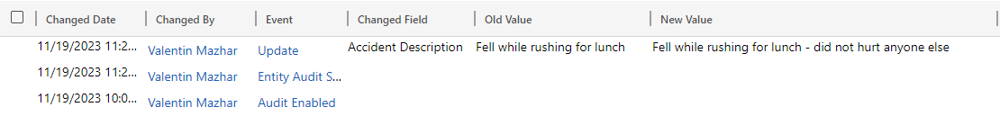 Changed Date Changed By Event Changed Field Old Value New Value
11/19/2023 11:2... Valentin Mazhar Update Accident Description Fell while rushing for lunch Fell while rushing for lunch - did not hurt anyone else
11/19/2023 11:2... Valentin Mazhar Entity Audit S...
11/19/2023 10:0... Valentin Mazhar Audit Enabled